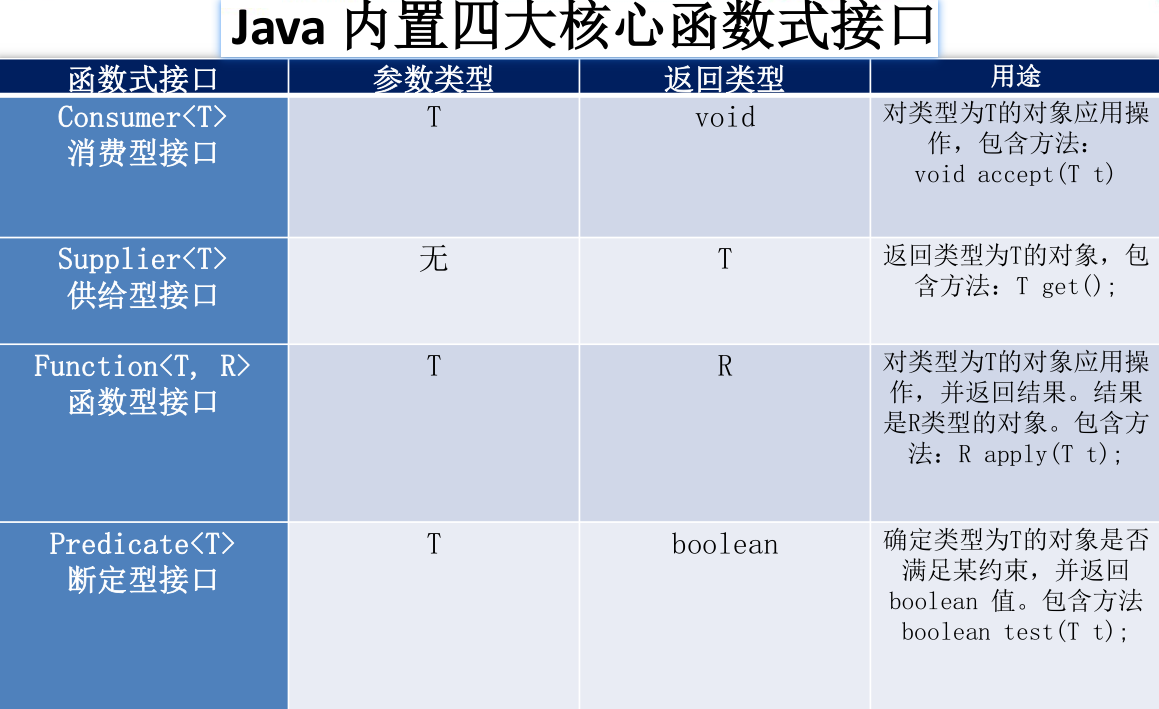 Java 内置四大核心函数式接口
函数式接口
参数类型
返回类型
用途
Consumer<T>
消费型接口
T
void
对类型为T的对象应用操
作，包含方法：
void accept(T t)
Supplier<T>
供给型接口
无
T
返回类型为T的对象，包
含方法：T get();
Function<T, R>
函数型接口
T
R
对类型为T的对象应用操
作，并返回结果。结果
是R类型的对象。包含方
法：R apply(T t);
Predicate<T>
断定型接口
T
boolean
确定类型为T的对象是否
满足某约束，并返回
boolean 值。包含方法
boolean test(T t);